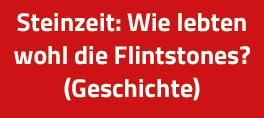 Steinzeit: Wie lebten
wohl die Flintstones?
(Geschichte)